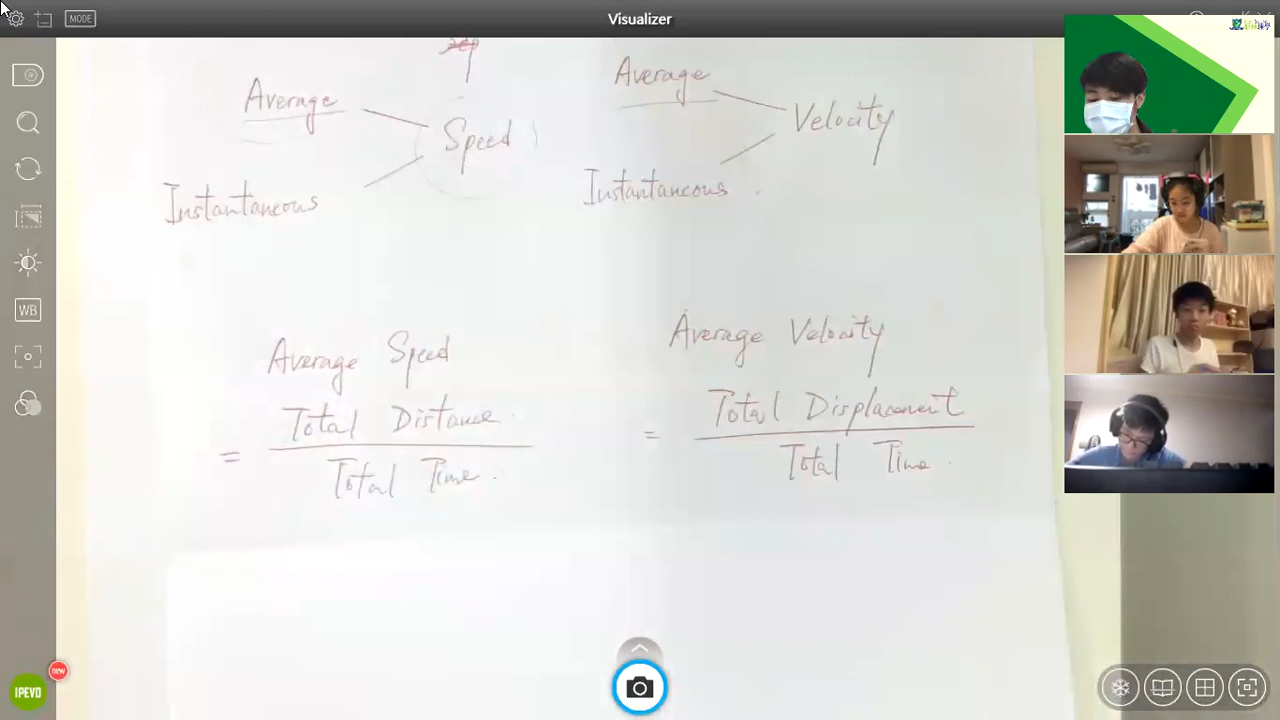 MODE
Visualizer
Average
Speed
Instantaneous
Average
Velocity
Instantaneous
Average Speed
= Total Distance
Total Time
Average Velocity
= Total Displacement
Total Time
WB
new
IPEVO